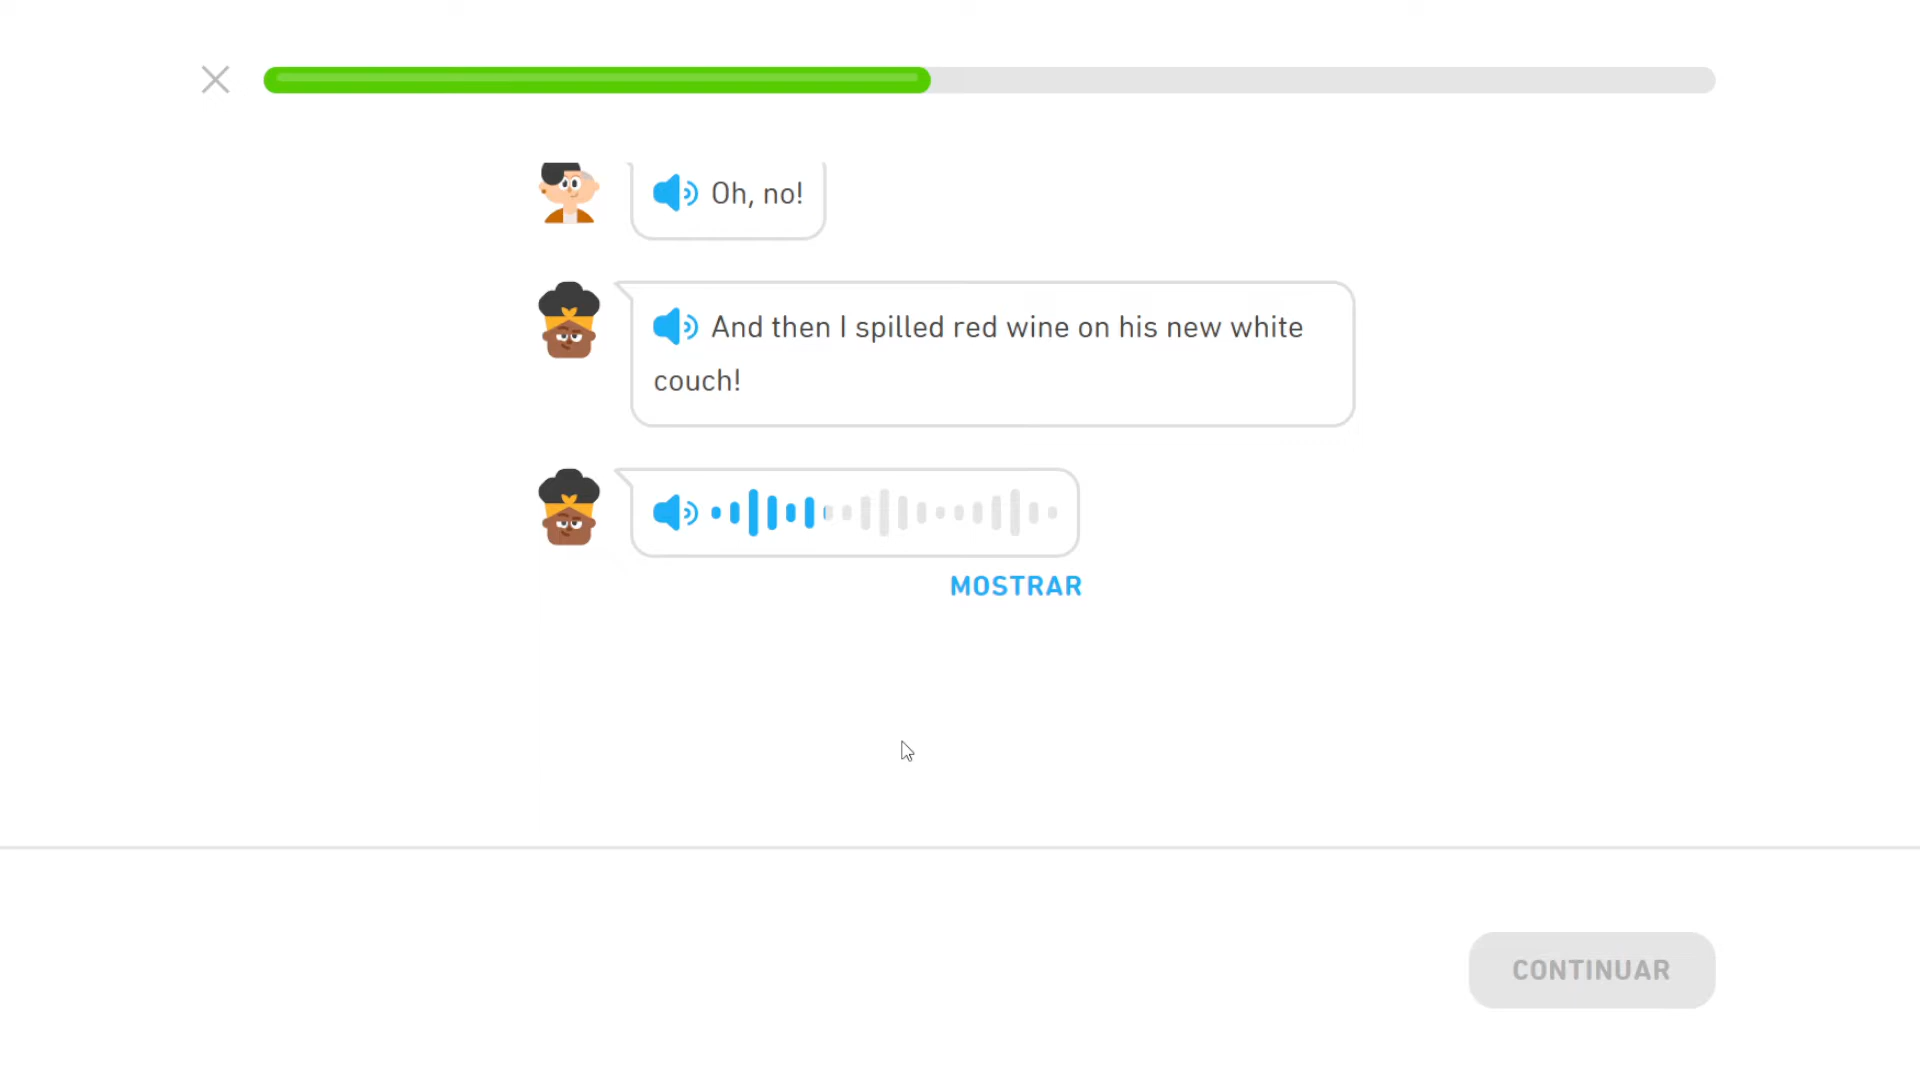 Oh, no!
And then I spilled red wine on his new white
couch!
MOSTRAR
CONTINUAR